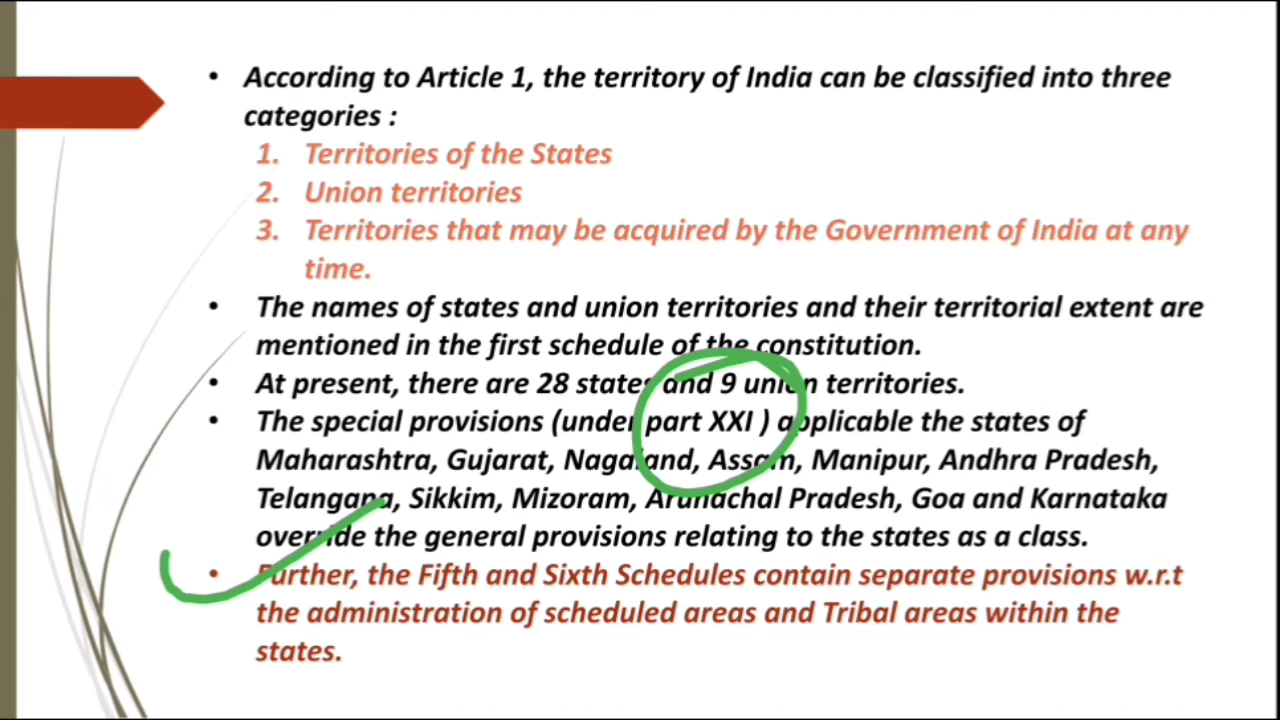 • According to Article 1, the territory of India can be classified into three
categories :
1. Territories of the States
2. Union territories
3. Territories that may be acquired by the Government of India at any
time.
• The names of states and union territories and their territorial extent are
mentioned in the first schedule of the constitution.
• At present, there are 28 states and 9 union territories.
• The special provisions (under part XXI ) applicable the states of
Maharashtra, Gujarat, Nagaland, Assam, Manipur, Andhra Pradesh,
Telangana, Sikkim, Mizoram, Arunachal Pradesh, Goa and Karnataka
override the general provisions relating to the states as a class.
• Further, the Fifth and Sixth Schedules contain separate provisions w.r.t
the administration of scheduled areas and Tribal areas within the
states.